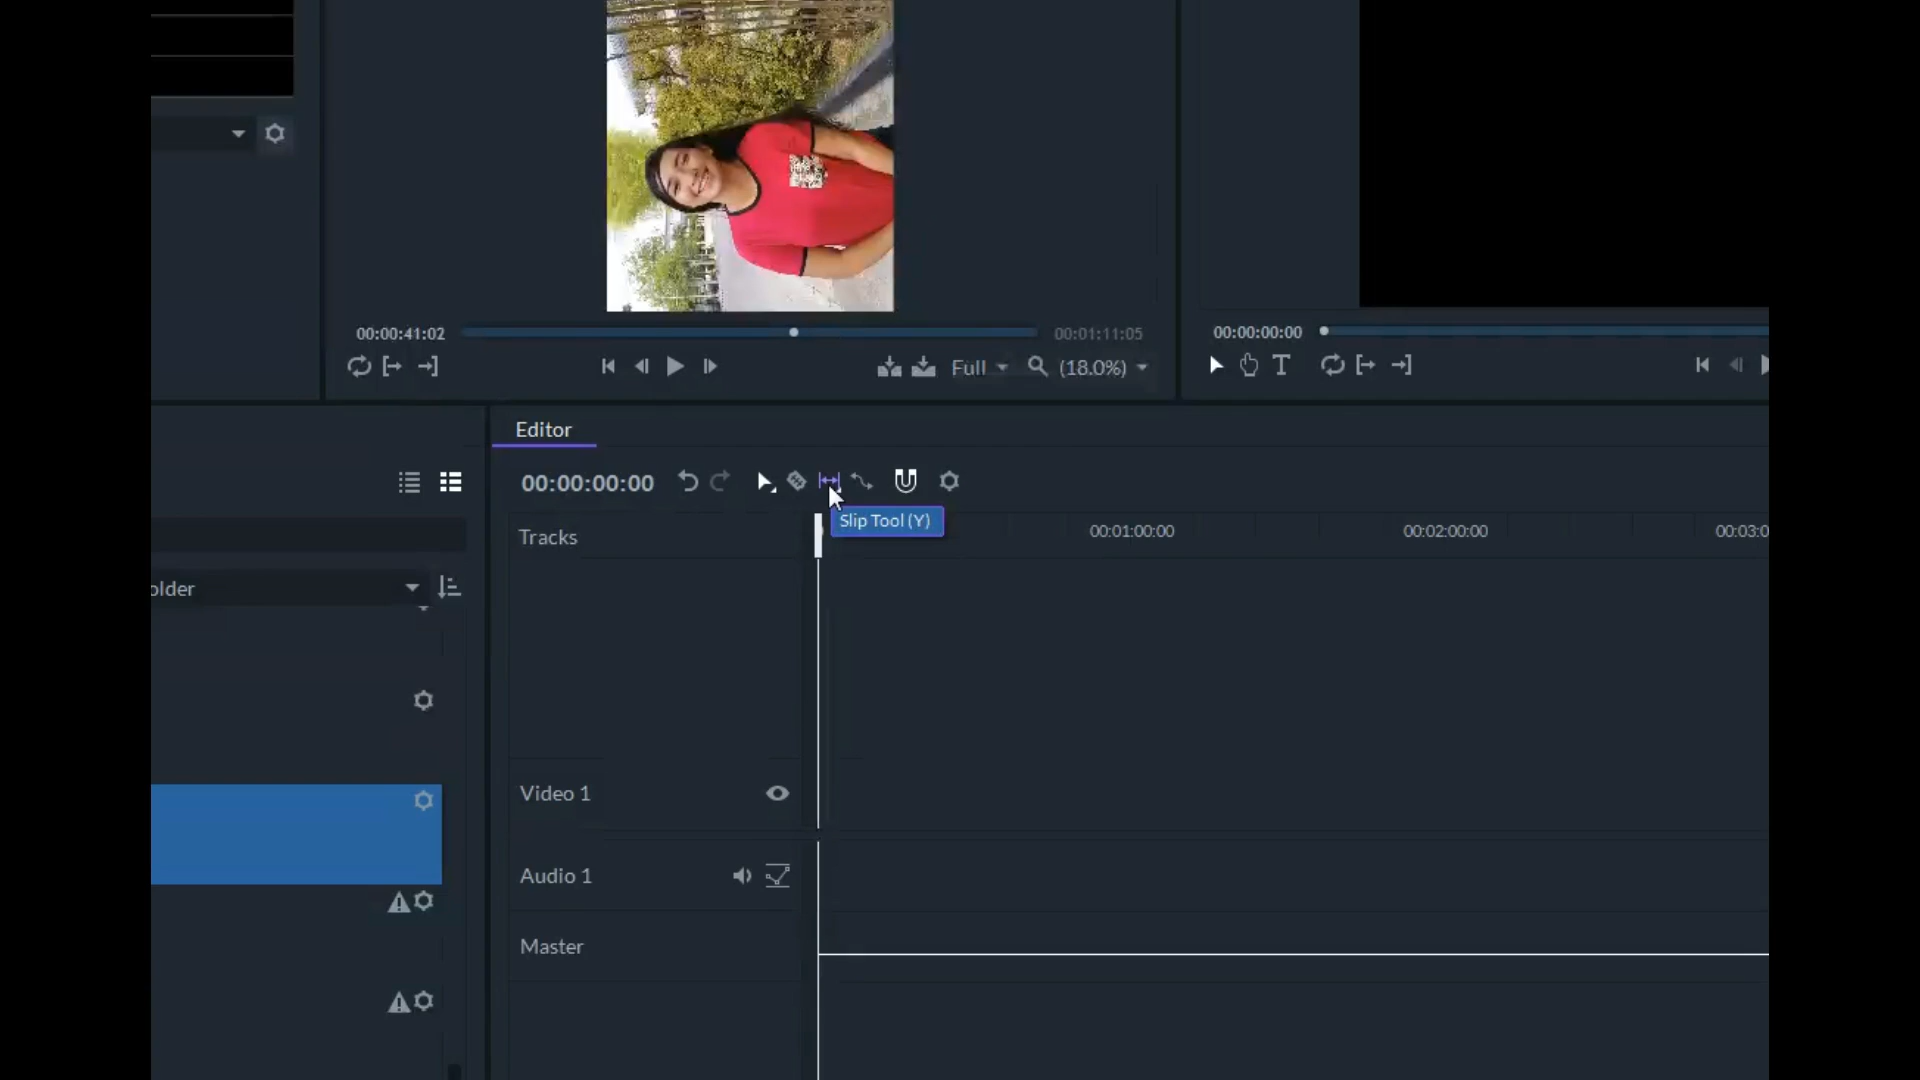 00:00:41:02
00:01:11:05
Full
(18.0%)
00:00:00:00
T
Editor
00:00:00:00
Slip Tool (Y)
Tracks
00:01:00:00
00:02:00:00
00:03:0
older
Video 1
Audio 1
Master